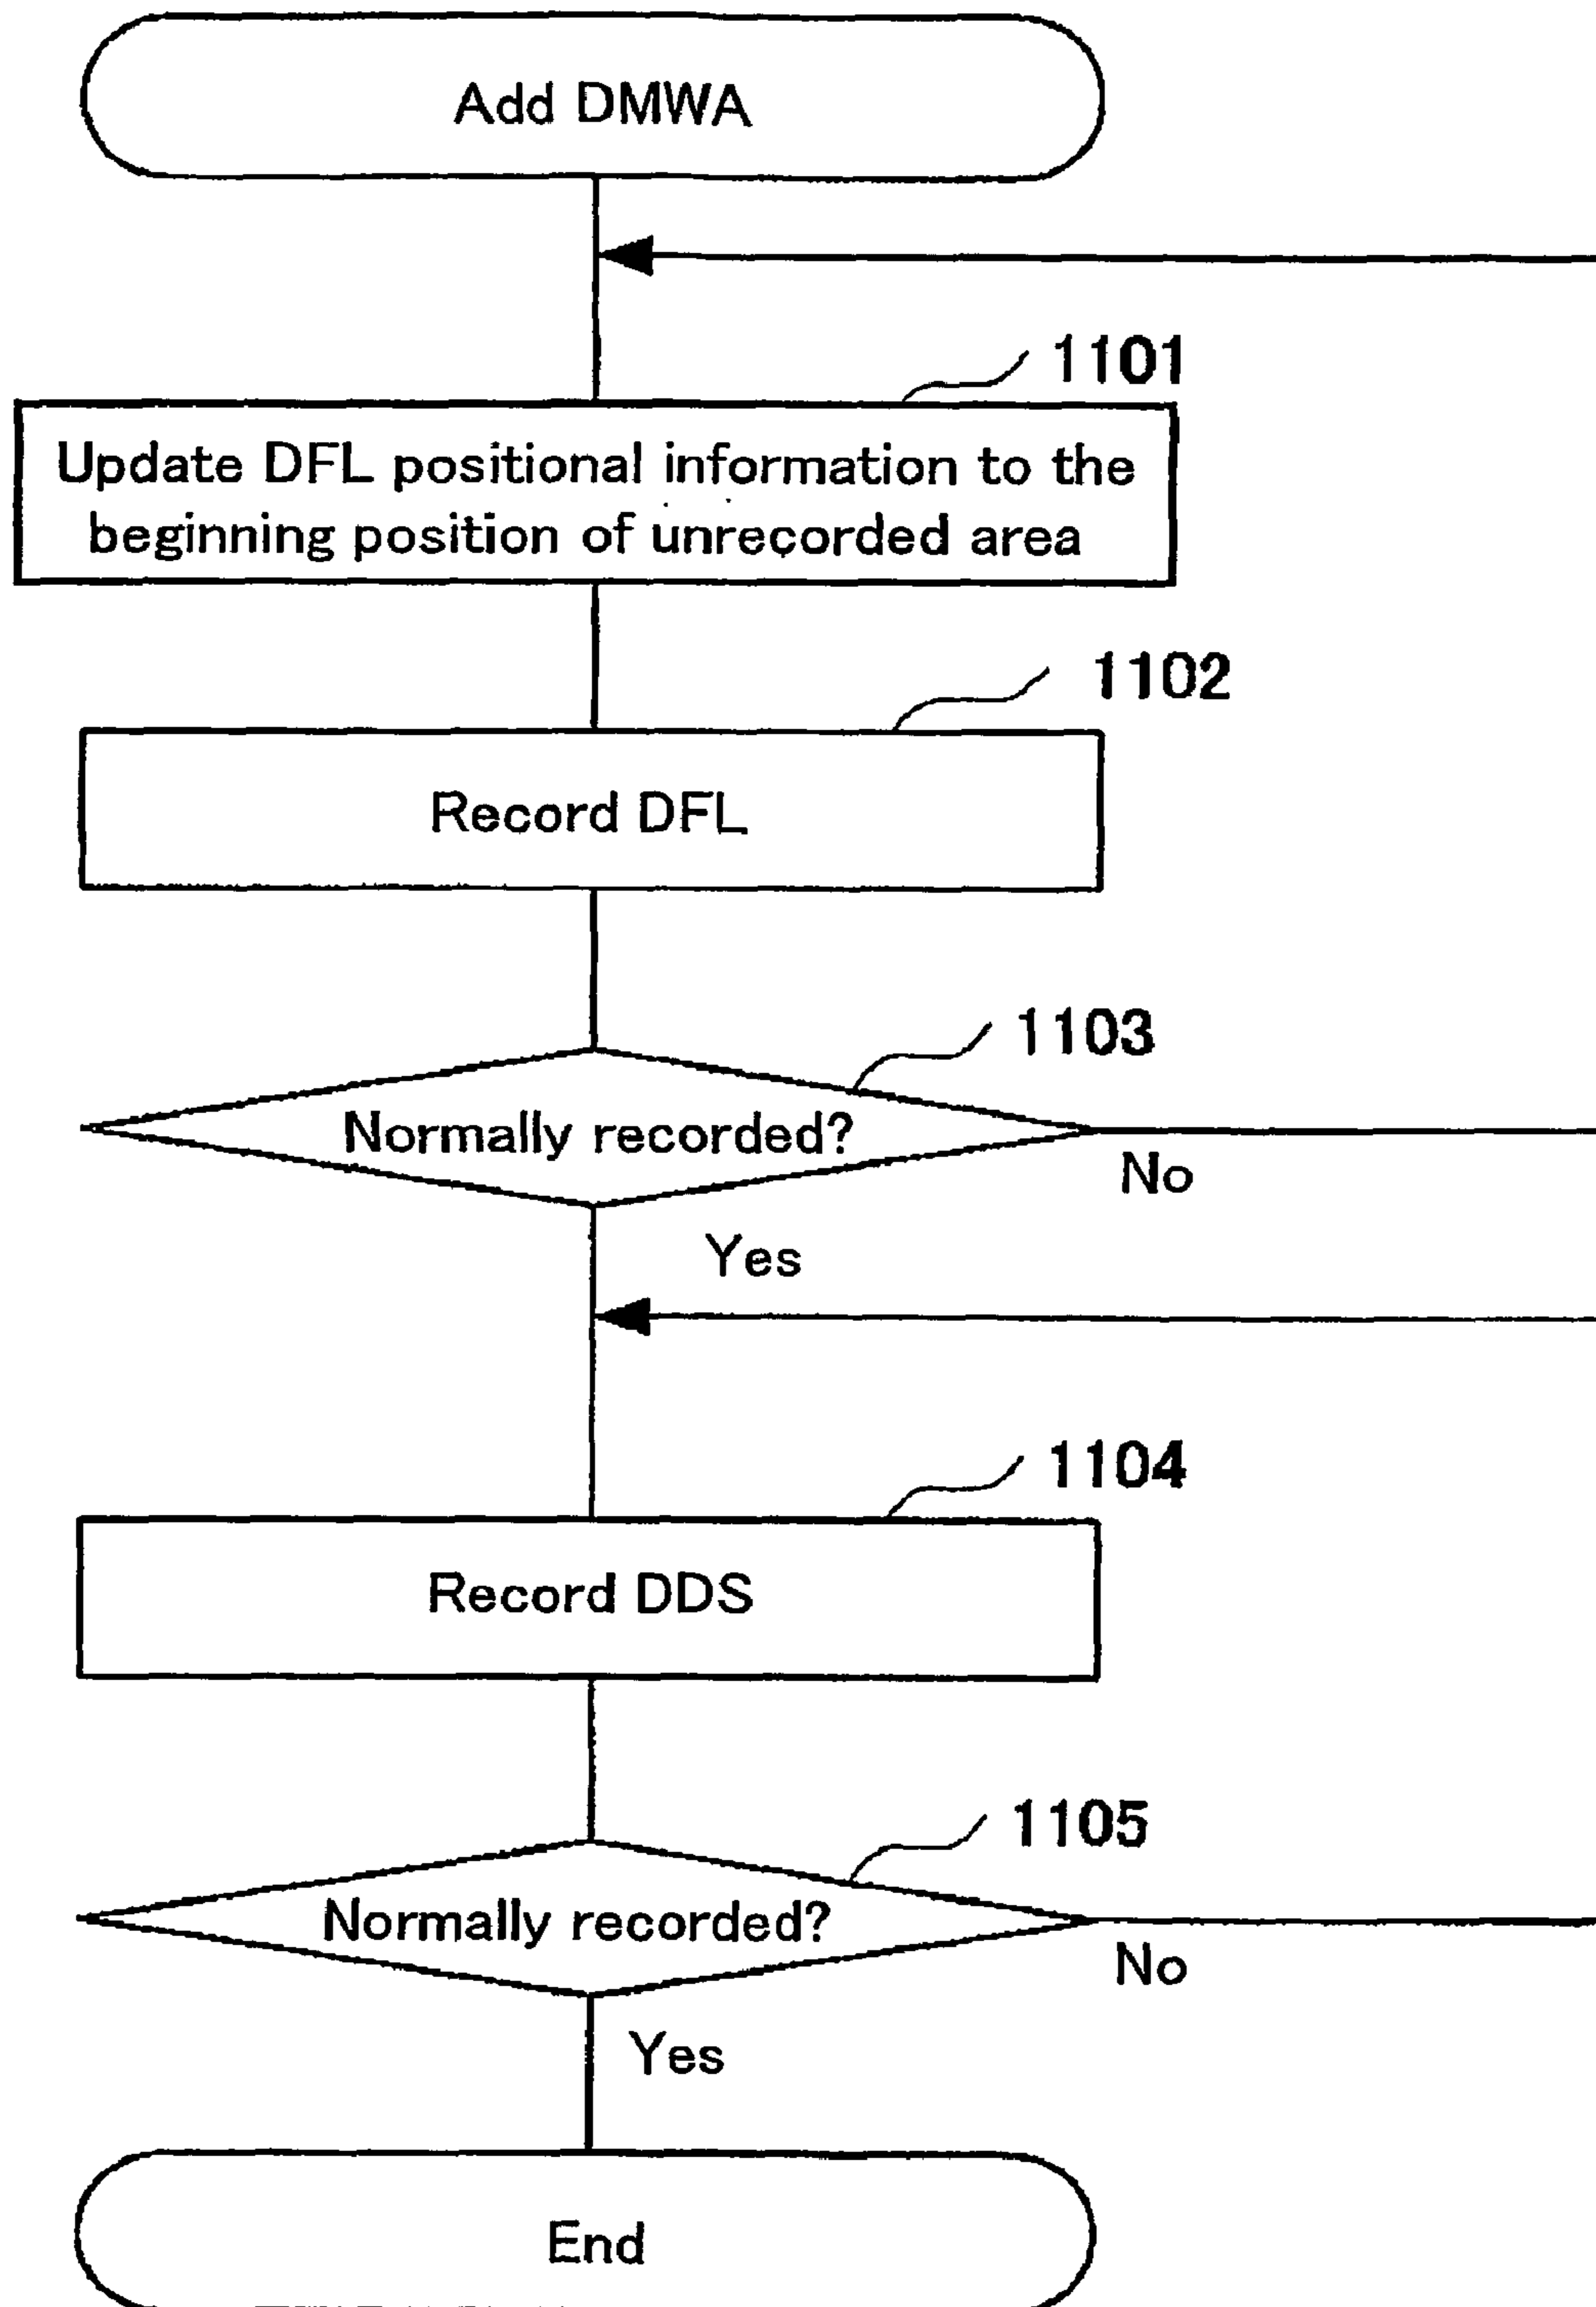 Add DMWA
1101
Update DFL positional information to the
beginning position of unrecorded area
1102
Record DFL
1103
Normally recorded?
No
Yes
1104
Record DDS
1105
Normally recorded?
No
Yes
End